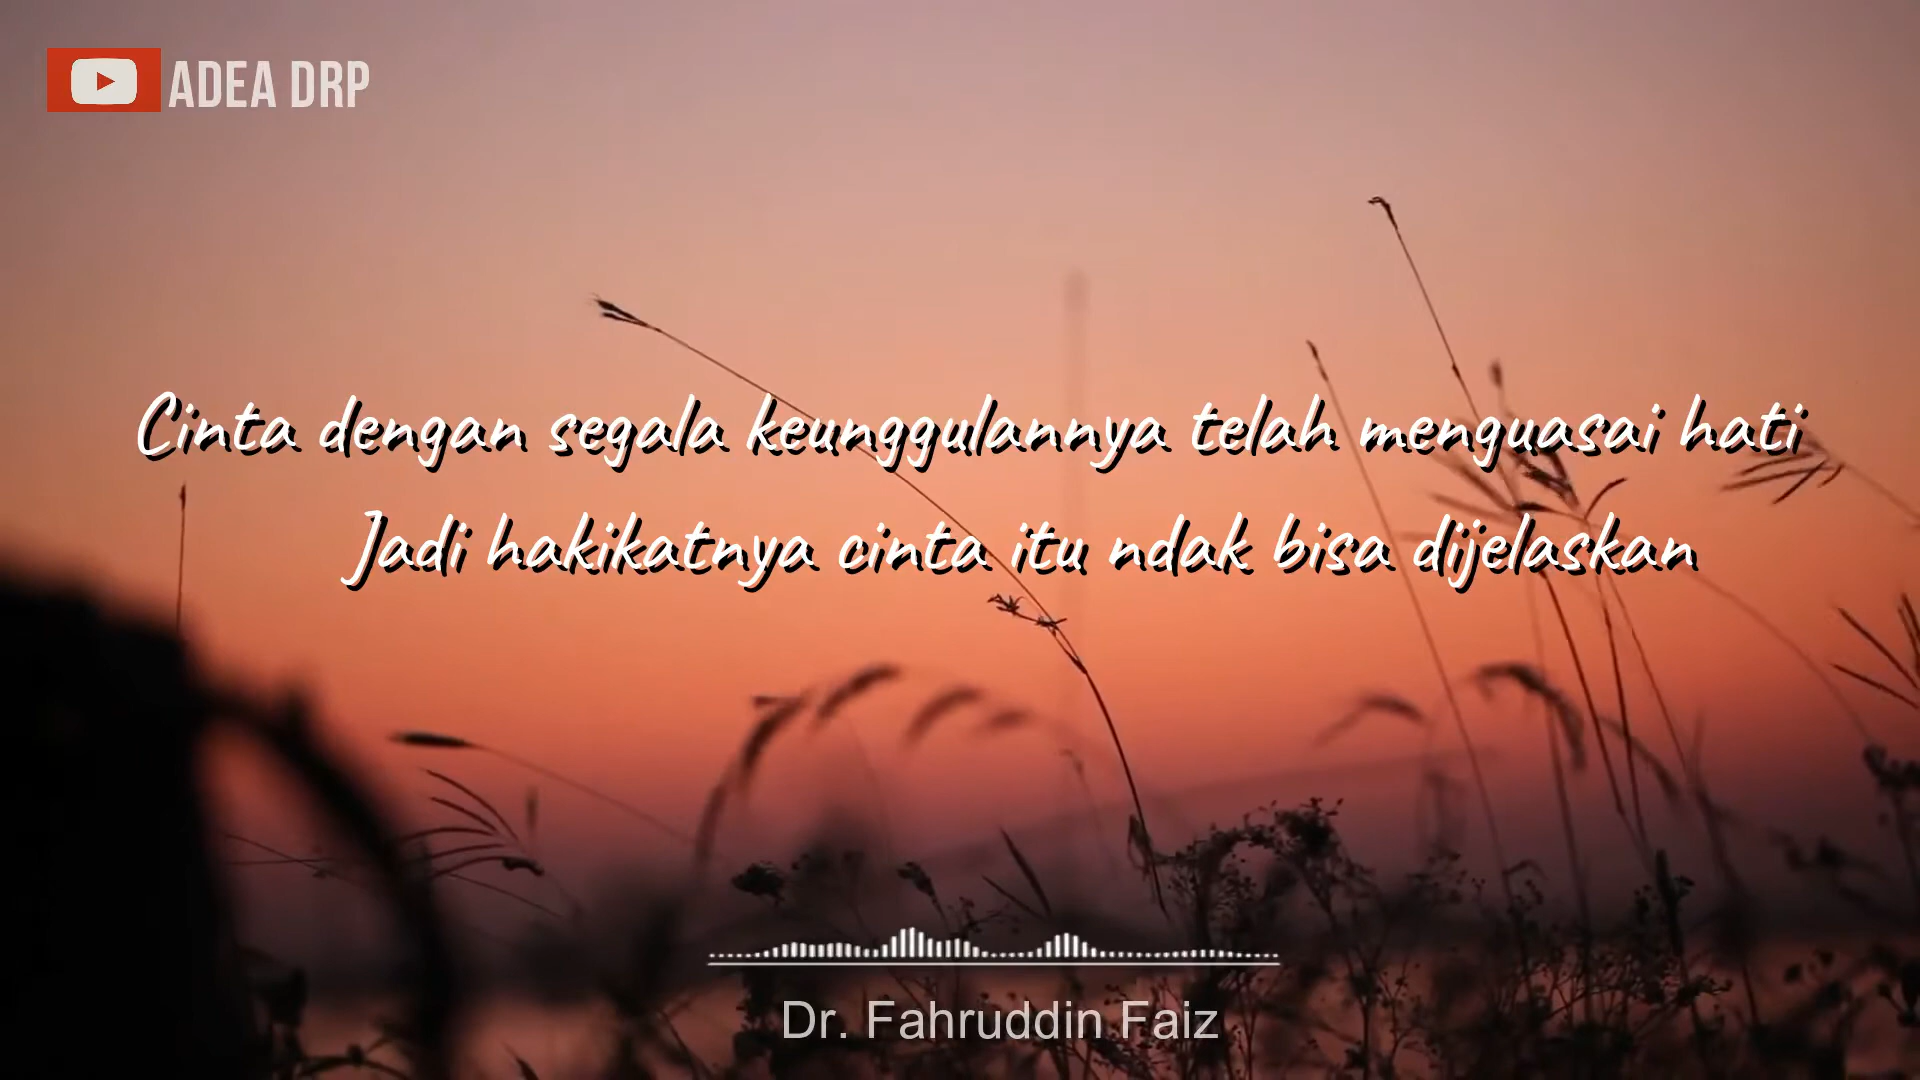 ADEA DRP
Cinta dengan segala keunggulannya telah menguasai hati
Jadi hakikatnya cinta itu ndak bisa dijelaskan
Dr. Fahruddin Faiz